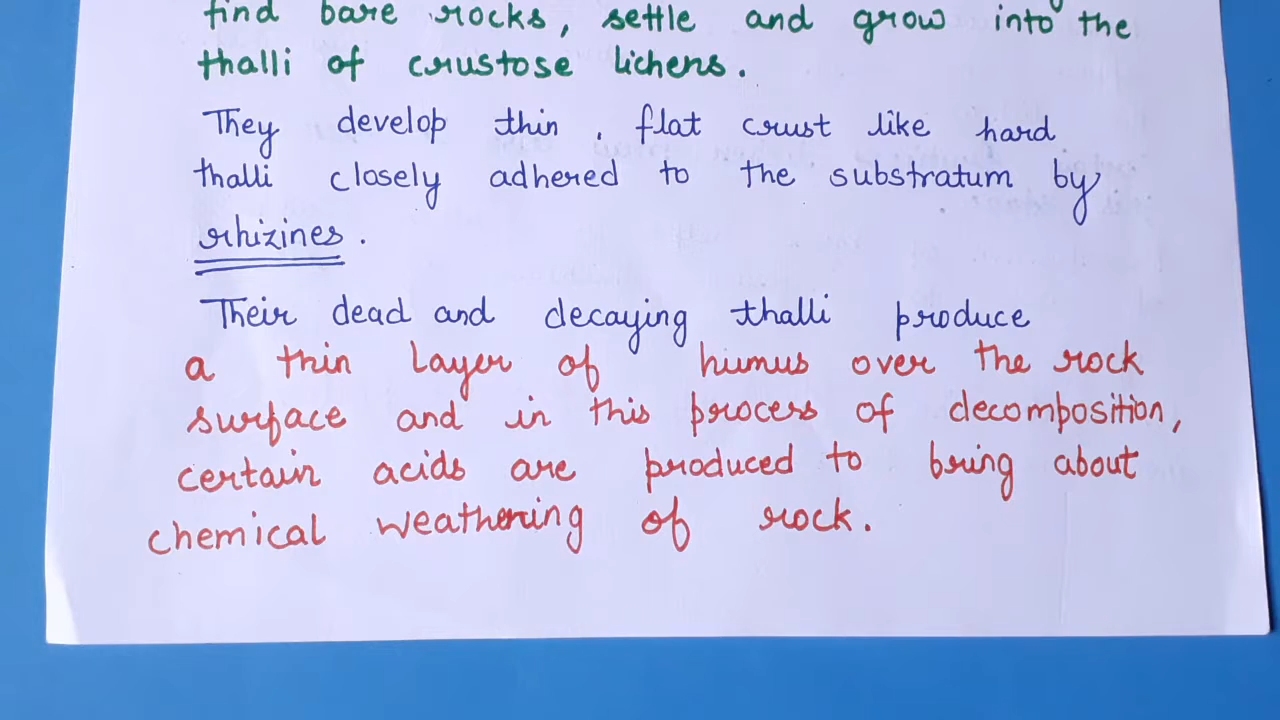 find bare rocks, settle and grow into the
thalli of crustose lichens.
They develop thin, flat crust like hard
thalli closely adhered to the substratum by
rhizines.
Their dead and decaying thalli produce
a thin layer of humus over the rock
surface and in this process of decomposition,
certain acids are produced to bring about
chemical weathering of rock.